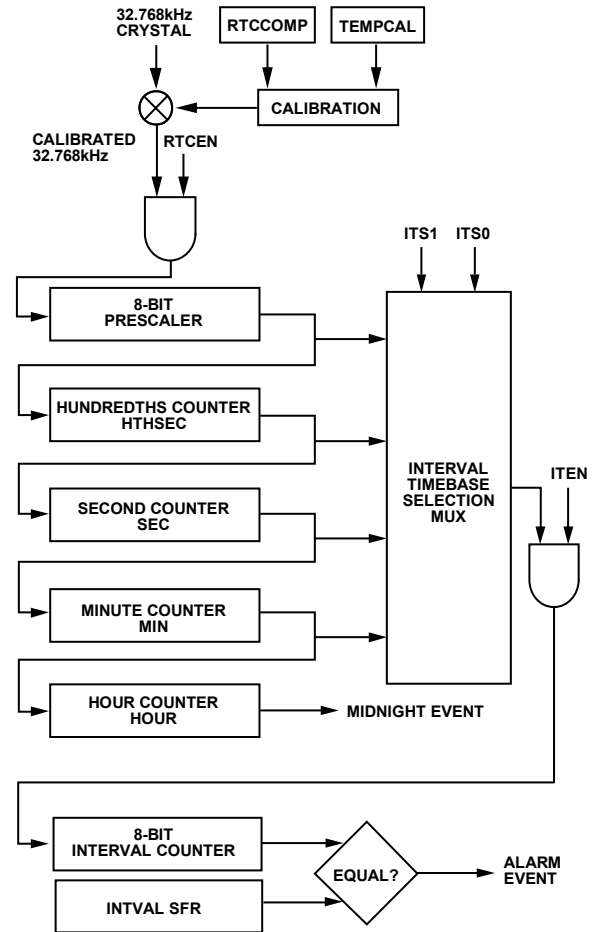 32.768kHz
CRYSTAL
RTCCOMP
TEMPCAL
CALIBRATION
CALIBRATED
32.768kHz
RTCEN
ITS1
ITS0
8-BIT
PRESCALER
HUNDREDTHS COUNTER
HTHSEC
INTERVAL
TIMEBASE
SELECTION
MUX
ITEN
SECOND COUNTER
SEC
MINUTE COUNTER
MIN
HOUR COUNTER
HOUR
MIDNIGHT EVENT
8-BIT
INTERVAL COUNTER
EQUAL?
ALARM
EVENT
INTVAL SFR